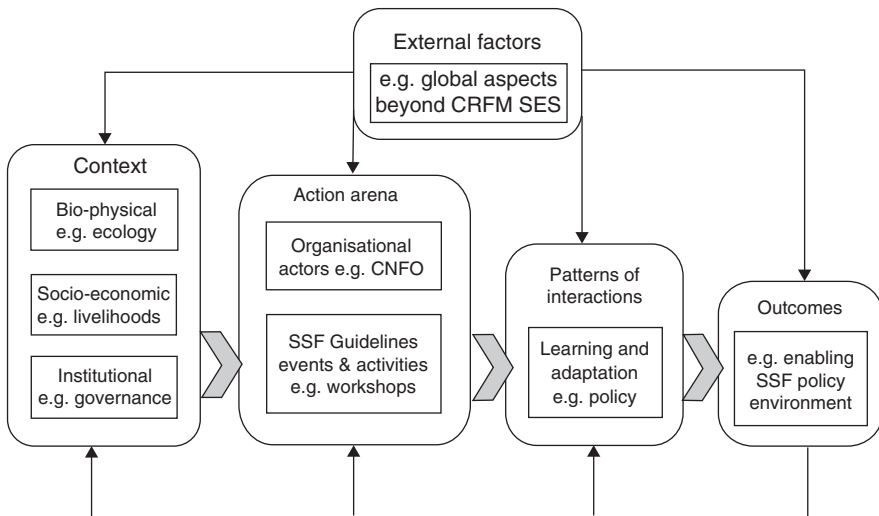 External factors
e.g. global aspects
beyond CRFM SES
Context
Bio-physical
e.g. ecology
Socio-economic
e.g. livelihoods
Institutional
e.g. governance
Action arena
Organisational
actors e.g. CNFO
SSF Guidelines
events & activities
e.g. workshops
Patterns of
interactions
Learning and
adaptation
e.g. policy
Outcomes
e.g. enabling
SSF policy
environment